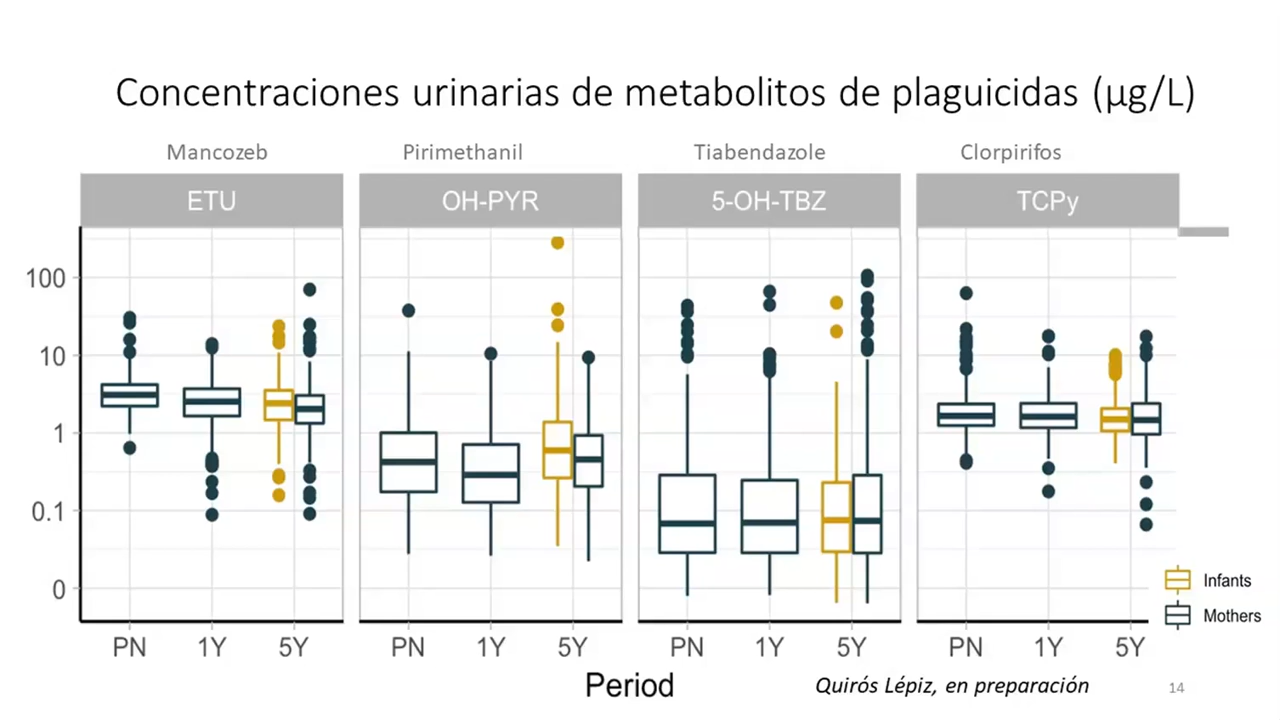 Concentraciones urinarias de metabolitos de plaguicidas (µg/L)
Mancozeb Pirimethanil Tiabendazole Clorpirifos
ETU OH-PYR 5-OH-TBZ TCPy
100
10
1
0.1
0
Infants
Mothers
PN 1Y 5Y PN 1Y 5Y PN 1Y 5Y PN 1Y 5Y
Period
Quirós Lépiz, en preparación
14